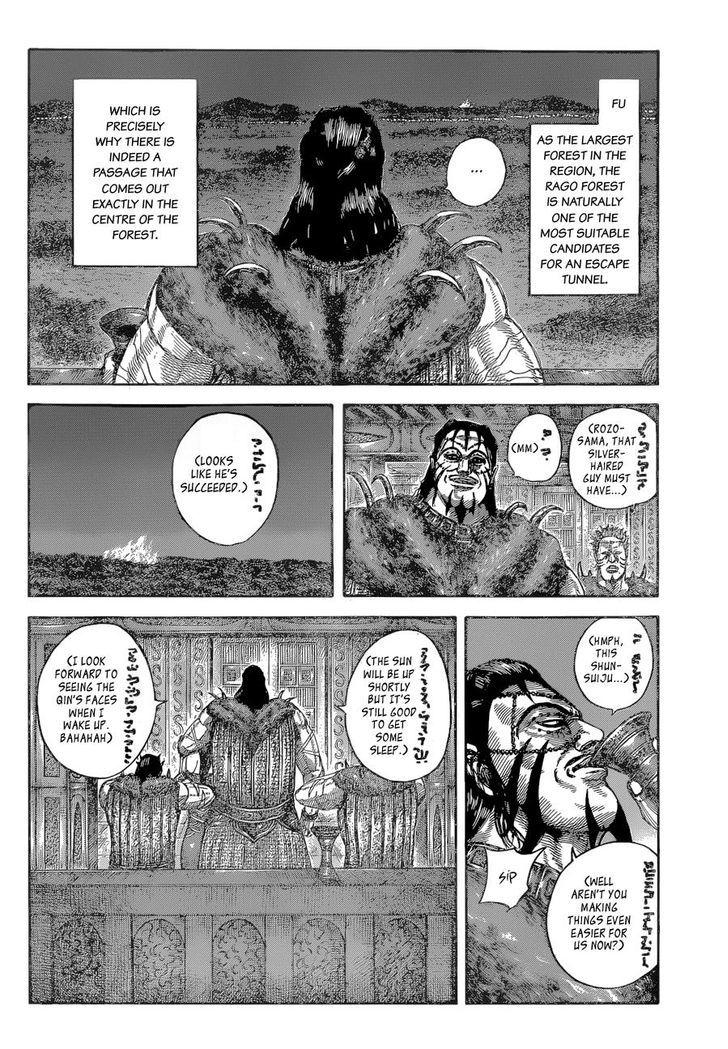 FU
AS THE LARGEST
FOREST IN THE
REGION, THE
RAGO FOREST
IS NATURALLY
ONE OF THE
MOST SUITABLE
CANDIDATES
FOR AN ESCAPE
TUNNEL.
...
WHICH IS
PRECISELY
WHY THERE IS
INDEED A
PASSAGE THAT
COMES OUT
EXACTLY IN THE
CENTRE OF THE
FOREST.
(ROZO-
SAMA, THAT
SILVER-
HAIRED
GUY MUST
HAVE...)
(MM)
(LOOKS
LIKE HE'S
SUCCEEDED.)
(HMPH,
THIS
SHUN-
SUIJU...)
SIP
(WELL
AREN'T YOU
MAKING
THINGS EVEN
EASIER FOR
US NOW?)
(THE SUN
WILL BE UP
SHORTLY
BUT IT'S
STILL GOOD
TO GET
SOME
SLEEP.)
(I LOOK
FORWARD TO
SEEING THE
QIN'S FACES
WHEN I
WAKE UP.
BAHAHAH)